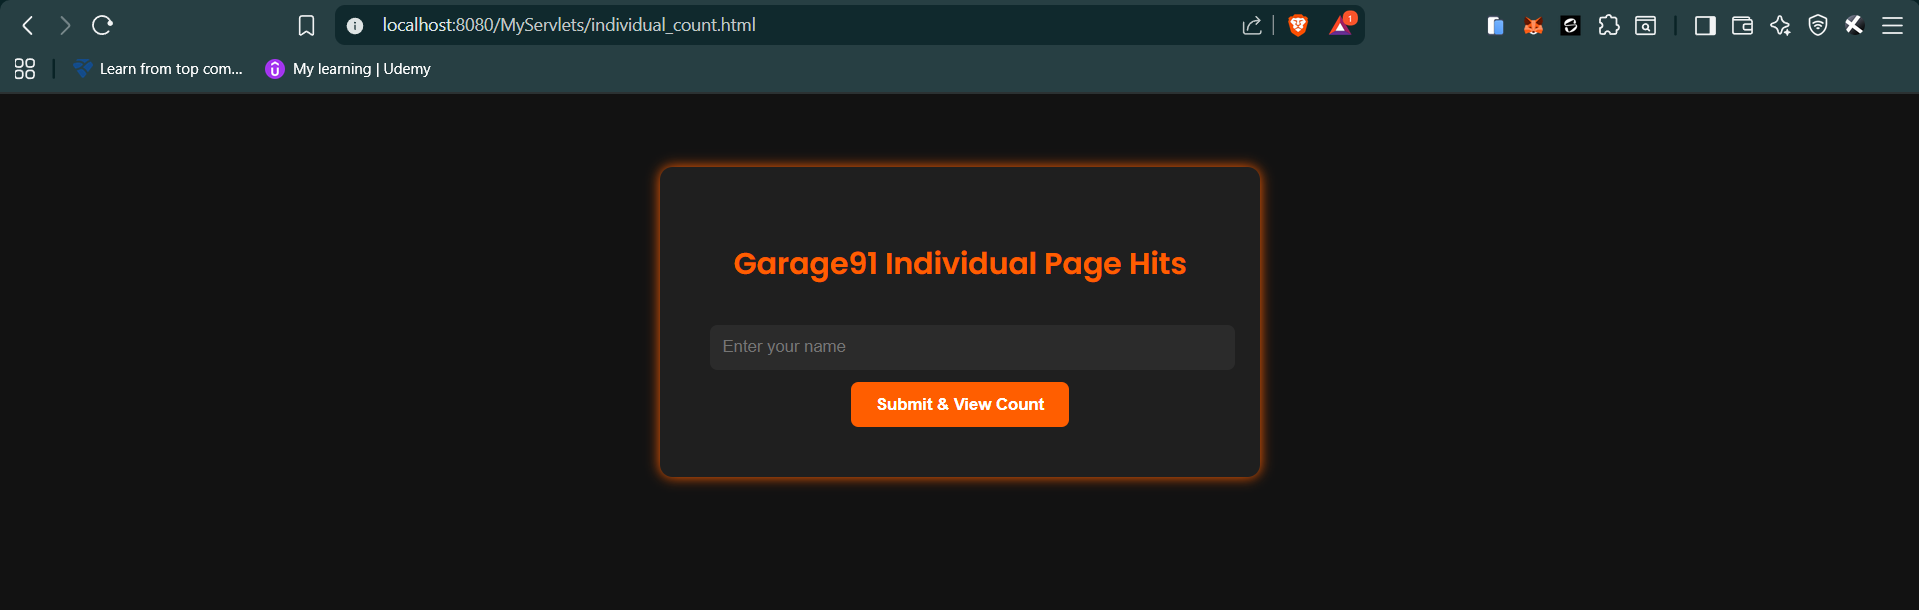 localhost:8080/MyServlets/individual_count.html
1
Learn from top com... My learning | Udemy
Garage91 Individual Page Hits
Enter your name
Submit & View Count